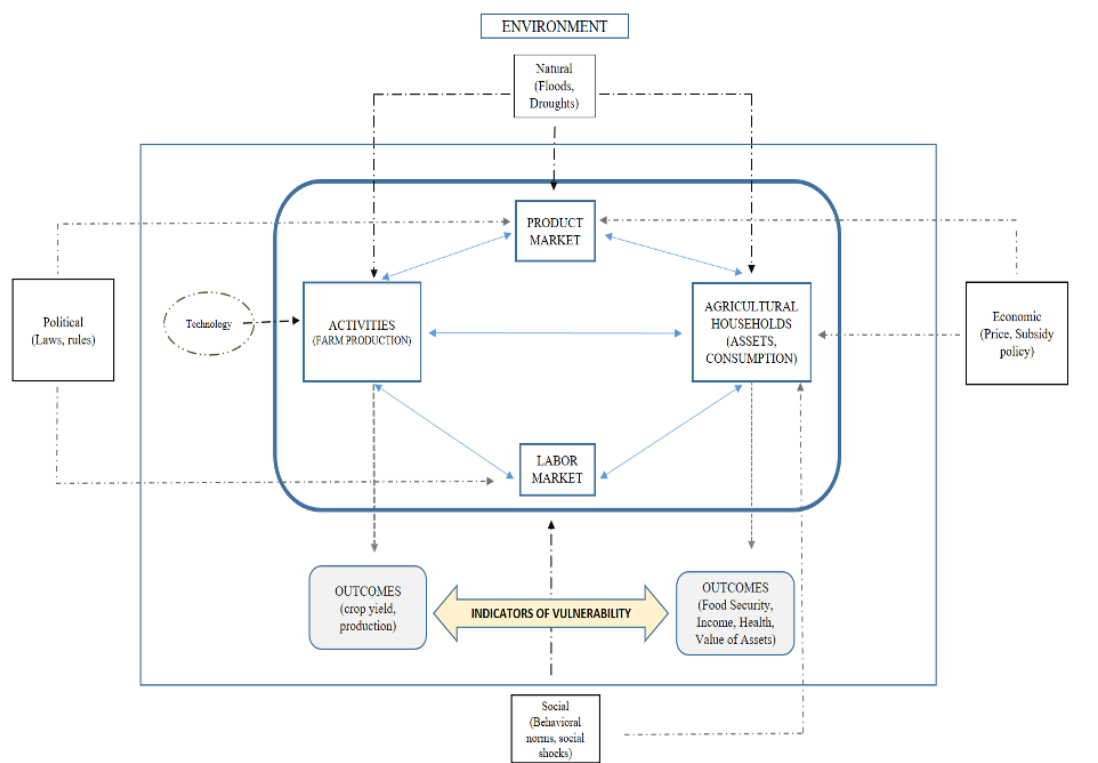 ENVIRONMENT
Natural
(Floods,
Droughts)
PRODUCT
MARKET
Political
(Laws, rules)
Technology
ACTIVITIES
(FARM PRODUCTION)
AGRICULTURAL
HOUSEHOLDS
(ASSETS,
CONSUMPTION)
Economic
(Price, Subsidy
policy)
LABOR
MARKET
OUTCOMES
(crop yield,
production)
INDICATORS OF VULNERABILITY
OUTCOMES
(Food Security,
Income, Health,
Value of Assets)
Social
(Behavioral
norms, social
shocks)